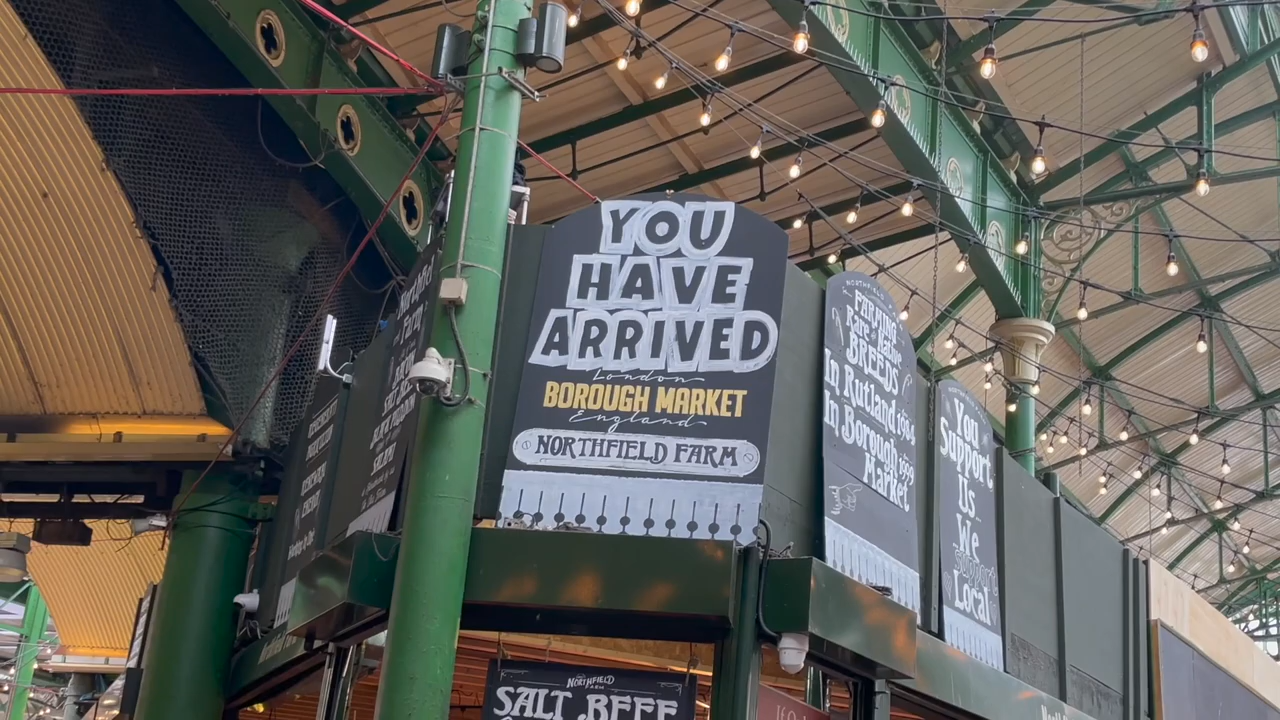 YOU
HAVE
ARRIVED
London
BOROUGH MARKET
England
NORTHFIELD FARM
NORTHFIELD
FARMING
Rare & Native
BREEDS
In Rutland 1984
In Borough 1999
Market
You
Support
Us
We
support
Local
NORTHFIELD
FARM
SALT BEEF